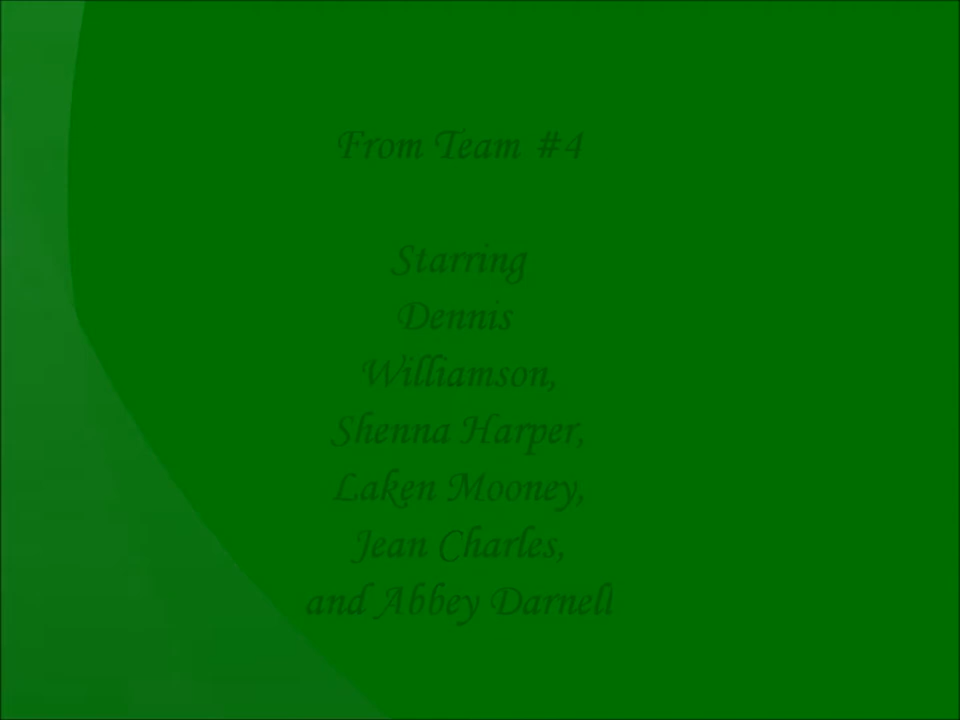 From Team #4
Starring
Dennis
Williamson,
Shenna Harper,
Laken Mooney,
Jean Charles,
and Abbey Darnell